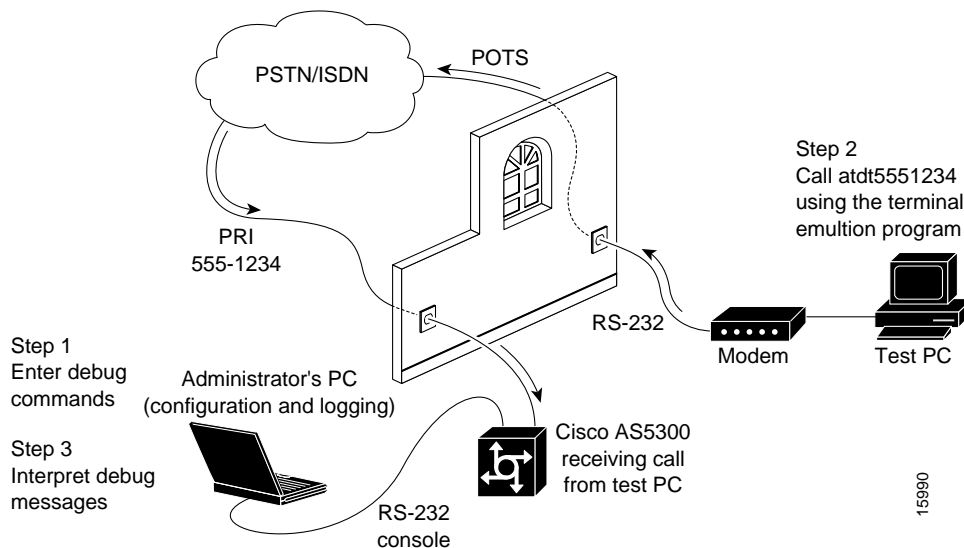 PSTN/ISDN
POTS
Step 2
Call atdt5551234
using the terminal
emultion program
PRI
555-1234
RS-232
Modem
Test PC
Step 1
Enter debug
commands
Administrator's PC
(configuration and logging)
Step 3
Interpret debug
messages
Cisco AS5300
receiving call
from test PC
RS-232
console
15990